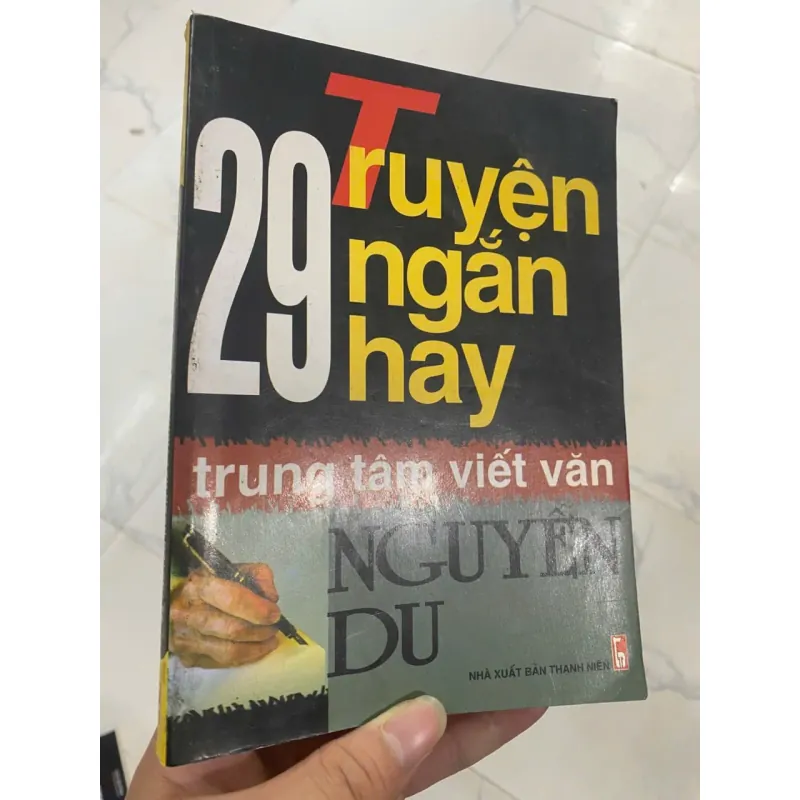 29
Truyện
ngắn
hay
trung tâm viết văn
NGUYỄN
DU
NHÀ XUẤT BẢN THANH NIÊN